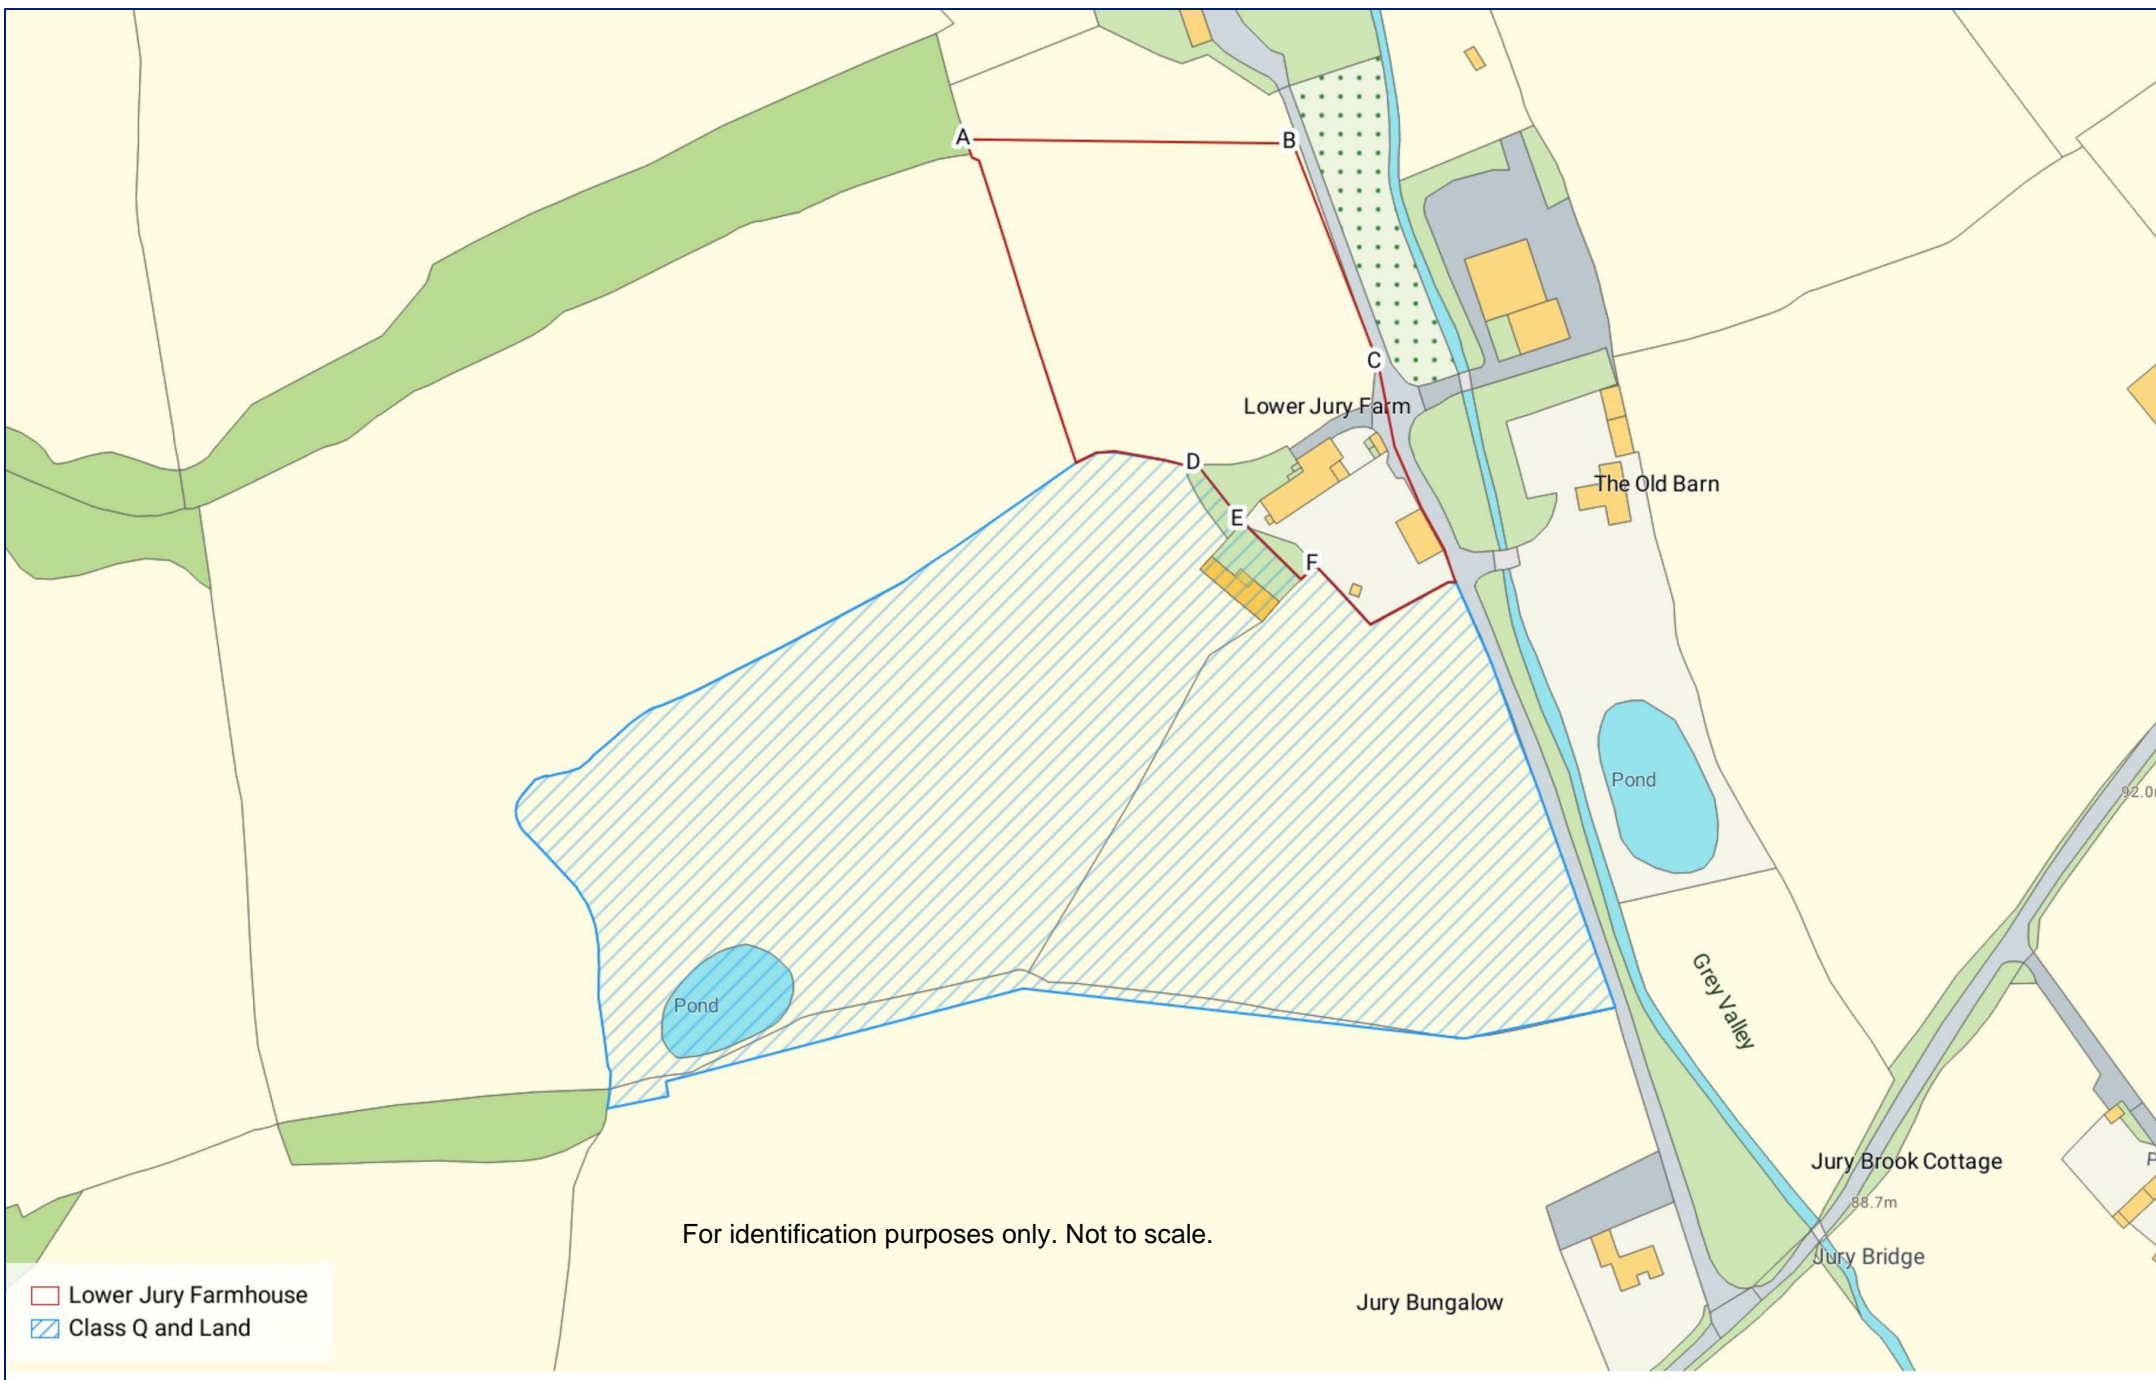 A
B
C
Lower Jury Farm
D
The Old Barn
E
F
Pond
Grey Valley
Pond
Jury Brook Cottage
88.7m
For identification purposes only. Not to scale.
Jury Bridge
Lower Jury Farmhouse
Jury Bungalow
Class Q and Land